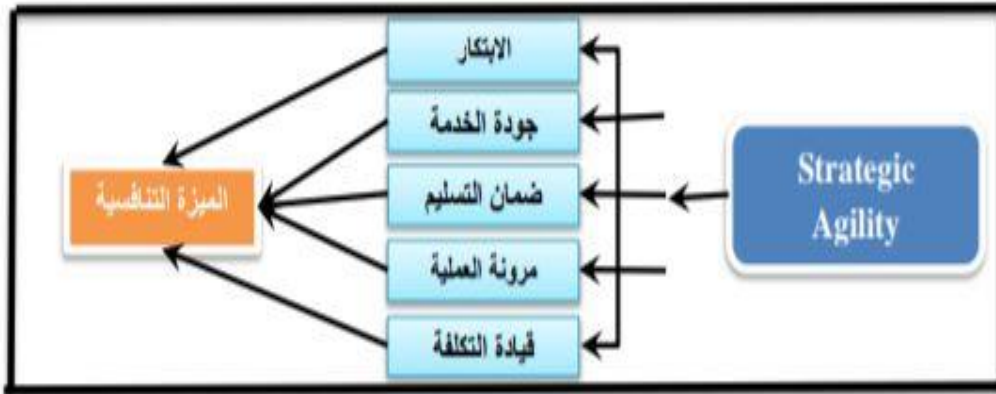 الابتكار
جودة الخدمة
ضمان التسليم
مرونة العملية
قيادة التكلفة
الميزة التنافسية
Strategic
Agility